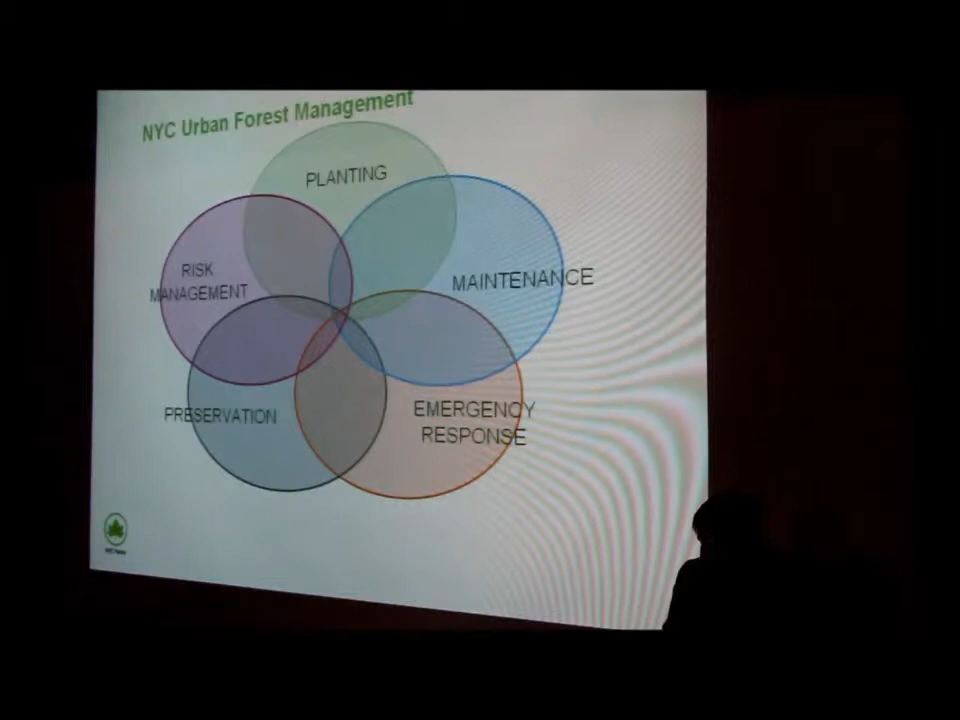 NYC Urban Forest Management
PLANTING
RISK
MANAGEMENT
MAINTENANCE
PRESERVATION
EMERGENCY
RESPONSE